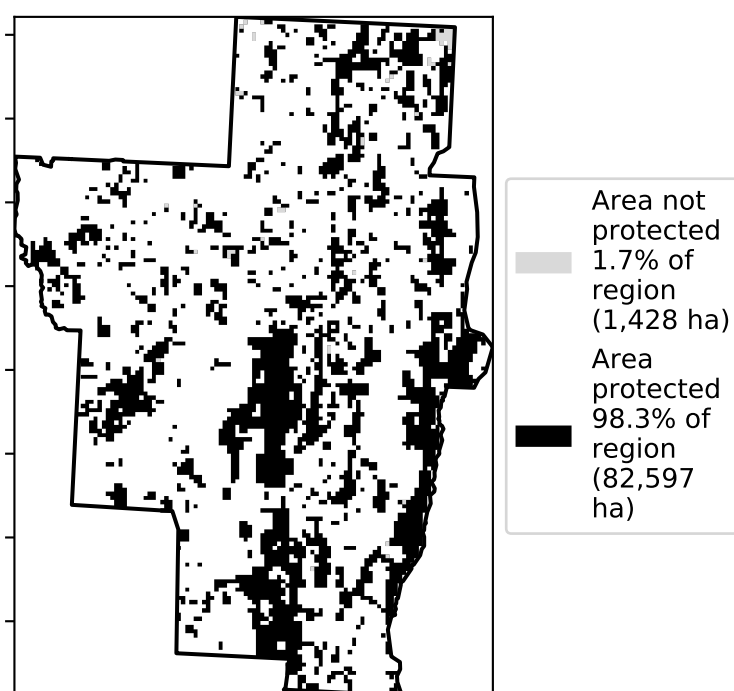 Area not
protected
1.7% of
region
(1,428 ha)
Area
protected
98.3% of
region
(82,597
ha)